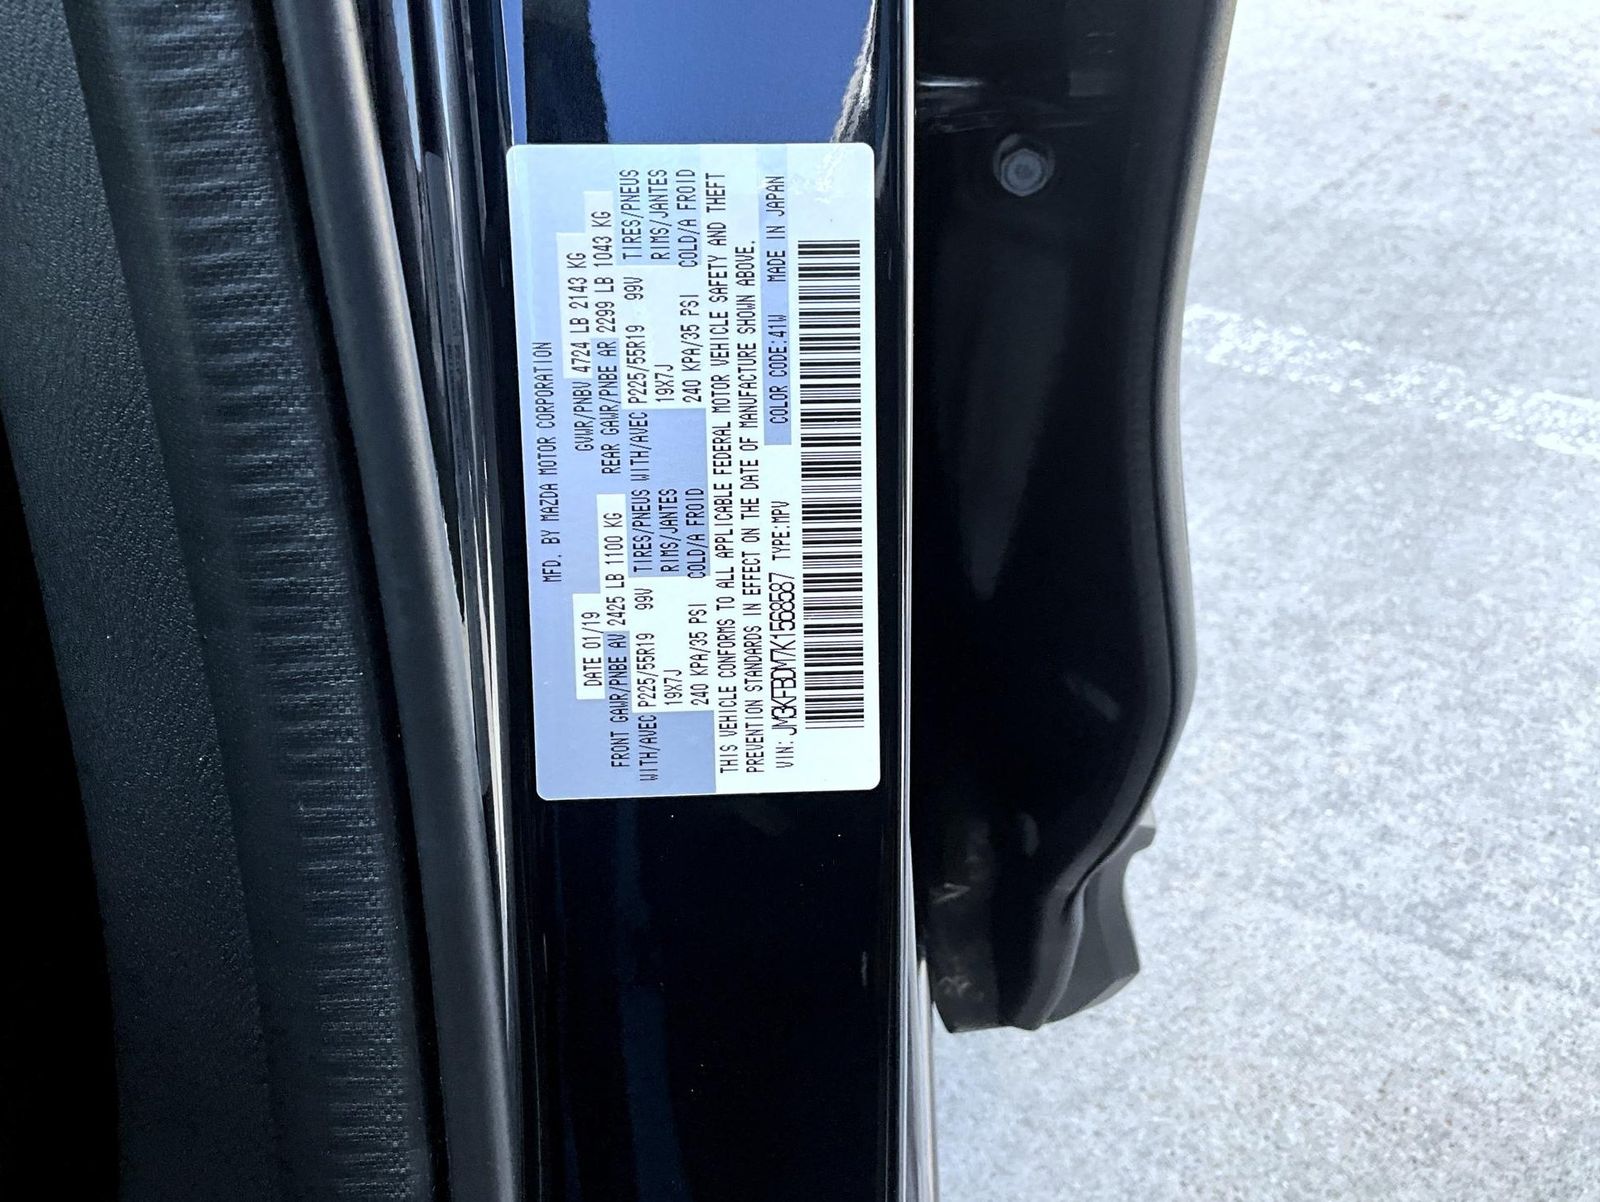 MFD. BY MAZDA MOTOR CORPORATION
DATE 01/19 GVWR/PNBV 4724 LB 2143 KG
FRONT GAWR/PNBE AV 2425 LB 1100 KG REAR GAWR/PNBE AR 2299 LB 1043 KG
WITH/AVEC P225/55R19 99V TIRES/PNEUS WITH/AVEC P225/55R19 99V TIRES/PNEUS
19X7J RIMS/JANTES 19X7J RIMS/JANTES
240 KPA/35 PSI COLD/A FROID 240 KPA/35 PSI COLD/A FROID
THIS VEHICLE CONFORMS TO ALL APPLICABLE FEDERAL MOTOR VEHICLE SAFETY AND THEFT
PREVENTION STANDARDS IN EFFECT ON THE DATE OF MANUFACTURE SHOWN ABOVE.
VIN: JM3KFBDM7K1568587 TYPE:MPV COLOR CODE:41W MADE IN JAPAN